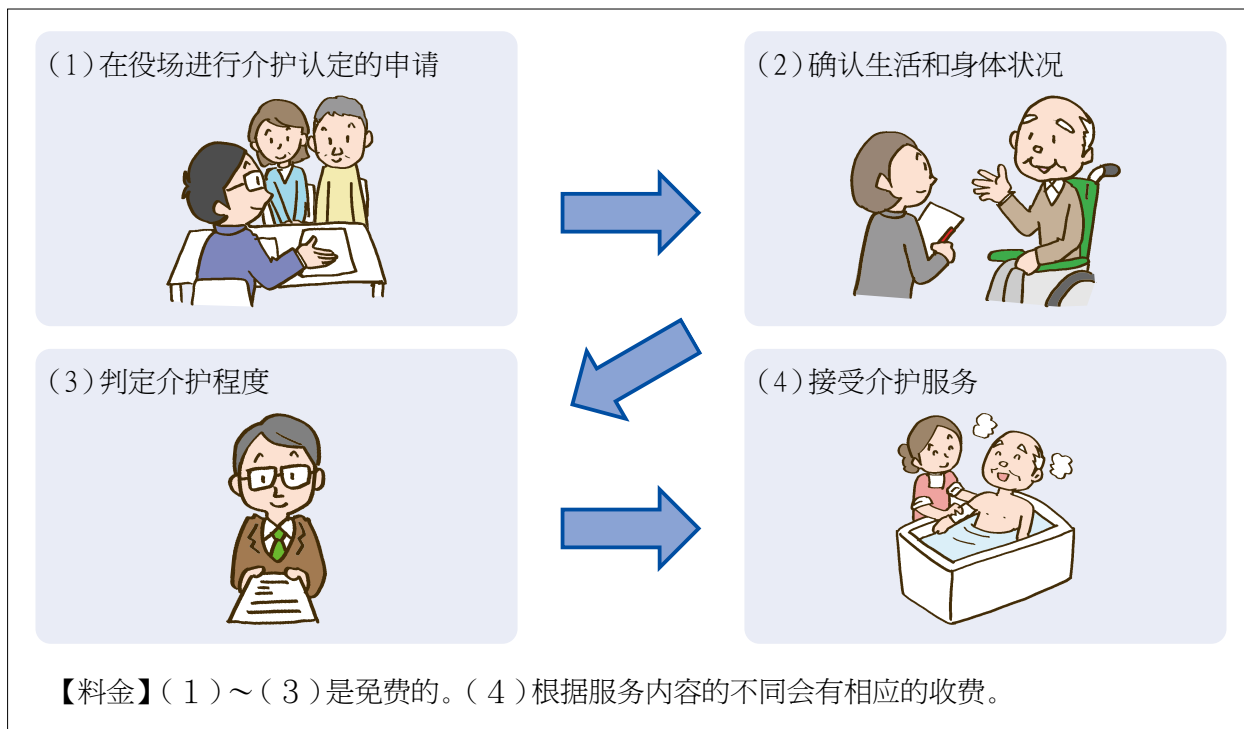 （1）在役场进行介护认定的申请
（2）确认生活和身体状况
（3）判定介护程度
（4）接受介护服务
【料金】（１）～（３）是免费的。（４）根据服务内容的不同会有相应的收费。